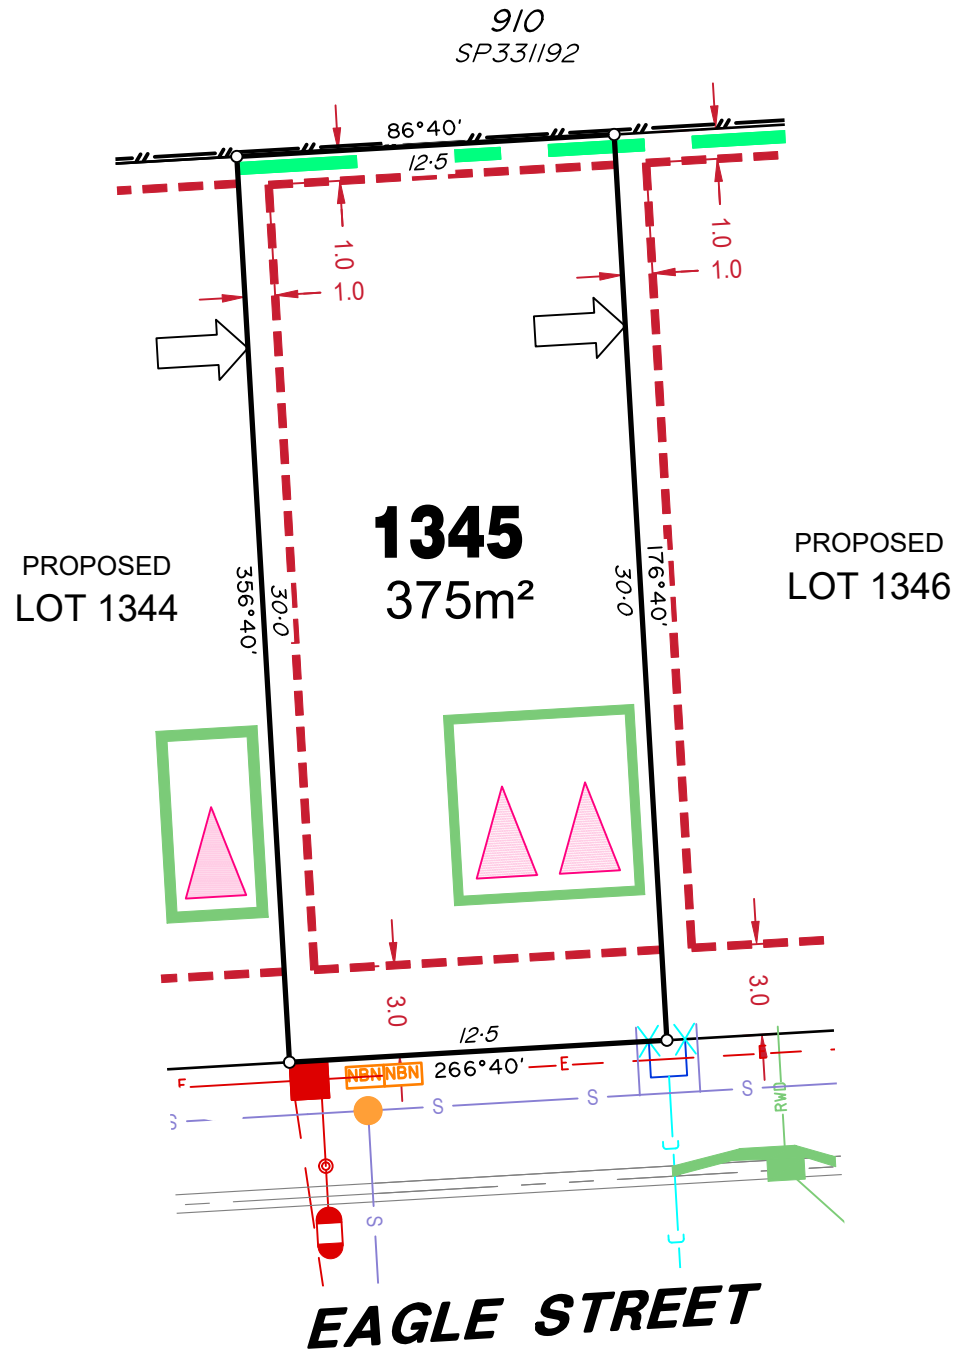 910
SP331192
86°40'
12·5
1.0
1.0
1.0
1.0
1345
375m²
PROPOSED
LOT 1344
PROPOSED
LOT 1346
356°40'
30·0
30·0
176°40'
3.0
3.0
12·5
266°40'
E
E
E
NBN
NBN
S
S
S
S
S
RWD
EAGLE STREET